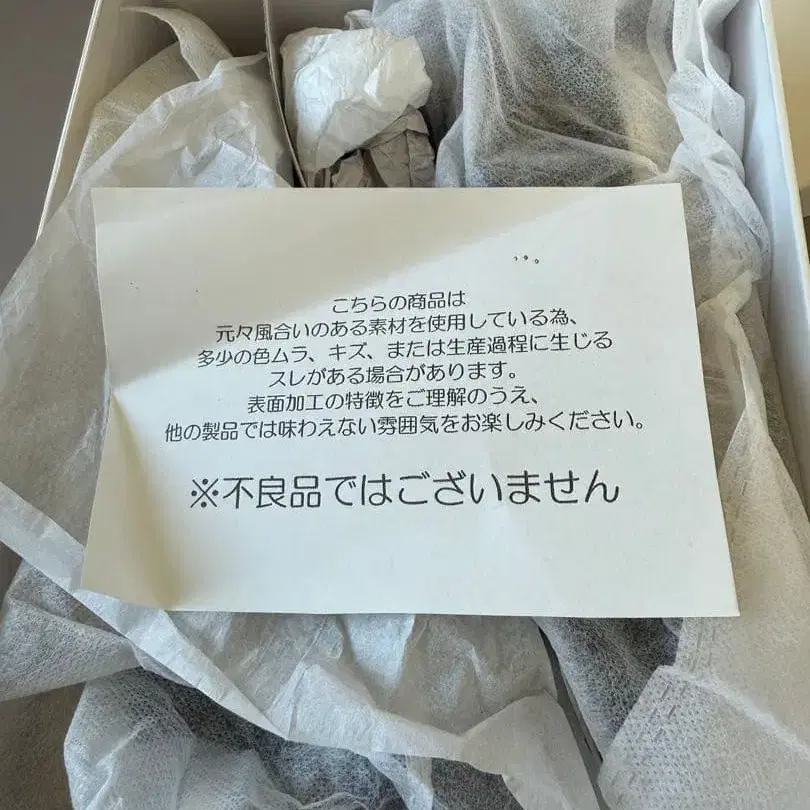 こちらの商品は
元々風合いのある素材を使用している為、
多少の色ムラ、キズ、または生産過程に生じる
スレがある場合があります。
表面加工の特徴をご理解のうえ、
他の製品では味わえない雰囲気をお楽しみください。
※不良品ではございません